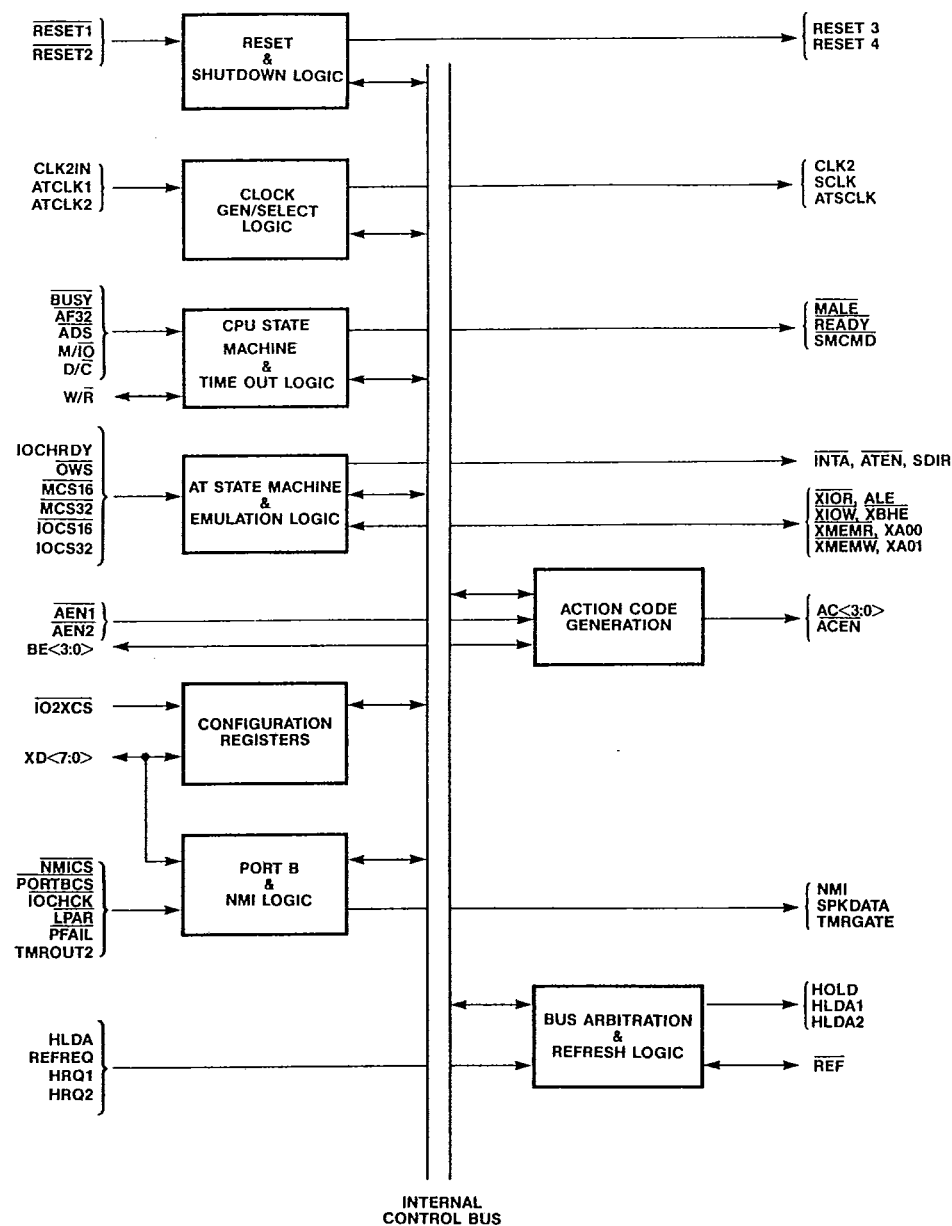 RESET1
RESET2
RESET
&
SHUTDOWN LOGIC
RESET 3
RESET 4
CLK2IN
ATCLK1
ATCLK2
CLOCK
GEN/SELECT
LOGIC
CLK2
SCLK
ATSCLK
BUSY
AF32
ADS
M/IO
D/C
W/R
CPU STATE
MACHINE
&
TIME OUT LOGIC
MALE
READY
SMCMD
IOCHRDY
OWS
MCS16
MCS32
IOCS16
IOCS32
AT STATE MACHINE
&
EMULATION LOGIC
INTA, ATEN, SDIR
XIOR, ALE
XIOW, XBHE
XMEMR, XA00
XMEMW, XA01
AEN1
AEN2
BE<3:0>
ACTION CODE
GENERATION
AC<3:0>
ACEN
IO2XCS
XD<7:0>
CONFIGURATION
REGISTERS
NMICS
PORTBCS
IOCHCK
LPAR
PFAIL
TMROUT2
PORT B
&
NMI LOGIC
NMI
SPKDATA
TMRGATE
HLDA
REFREQ
HRQ1
HRQ2
BUS ARBITRATION
&
REFRESH LOGIC
HOLD
HLDA1
HLDA2
REF
INTERNAL
CONTROL BUS